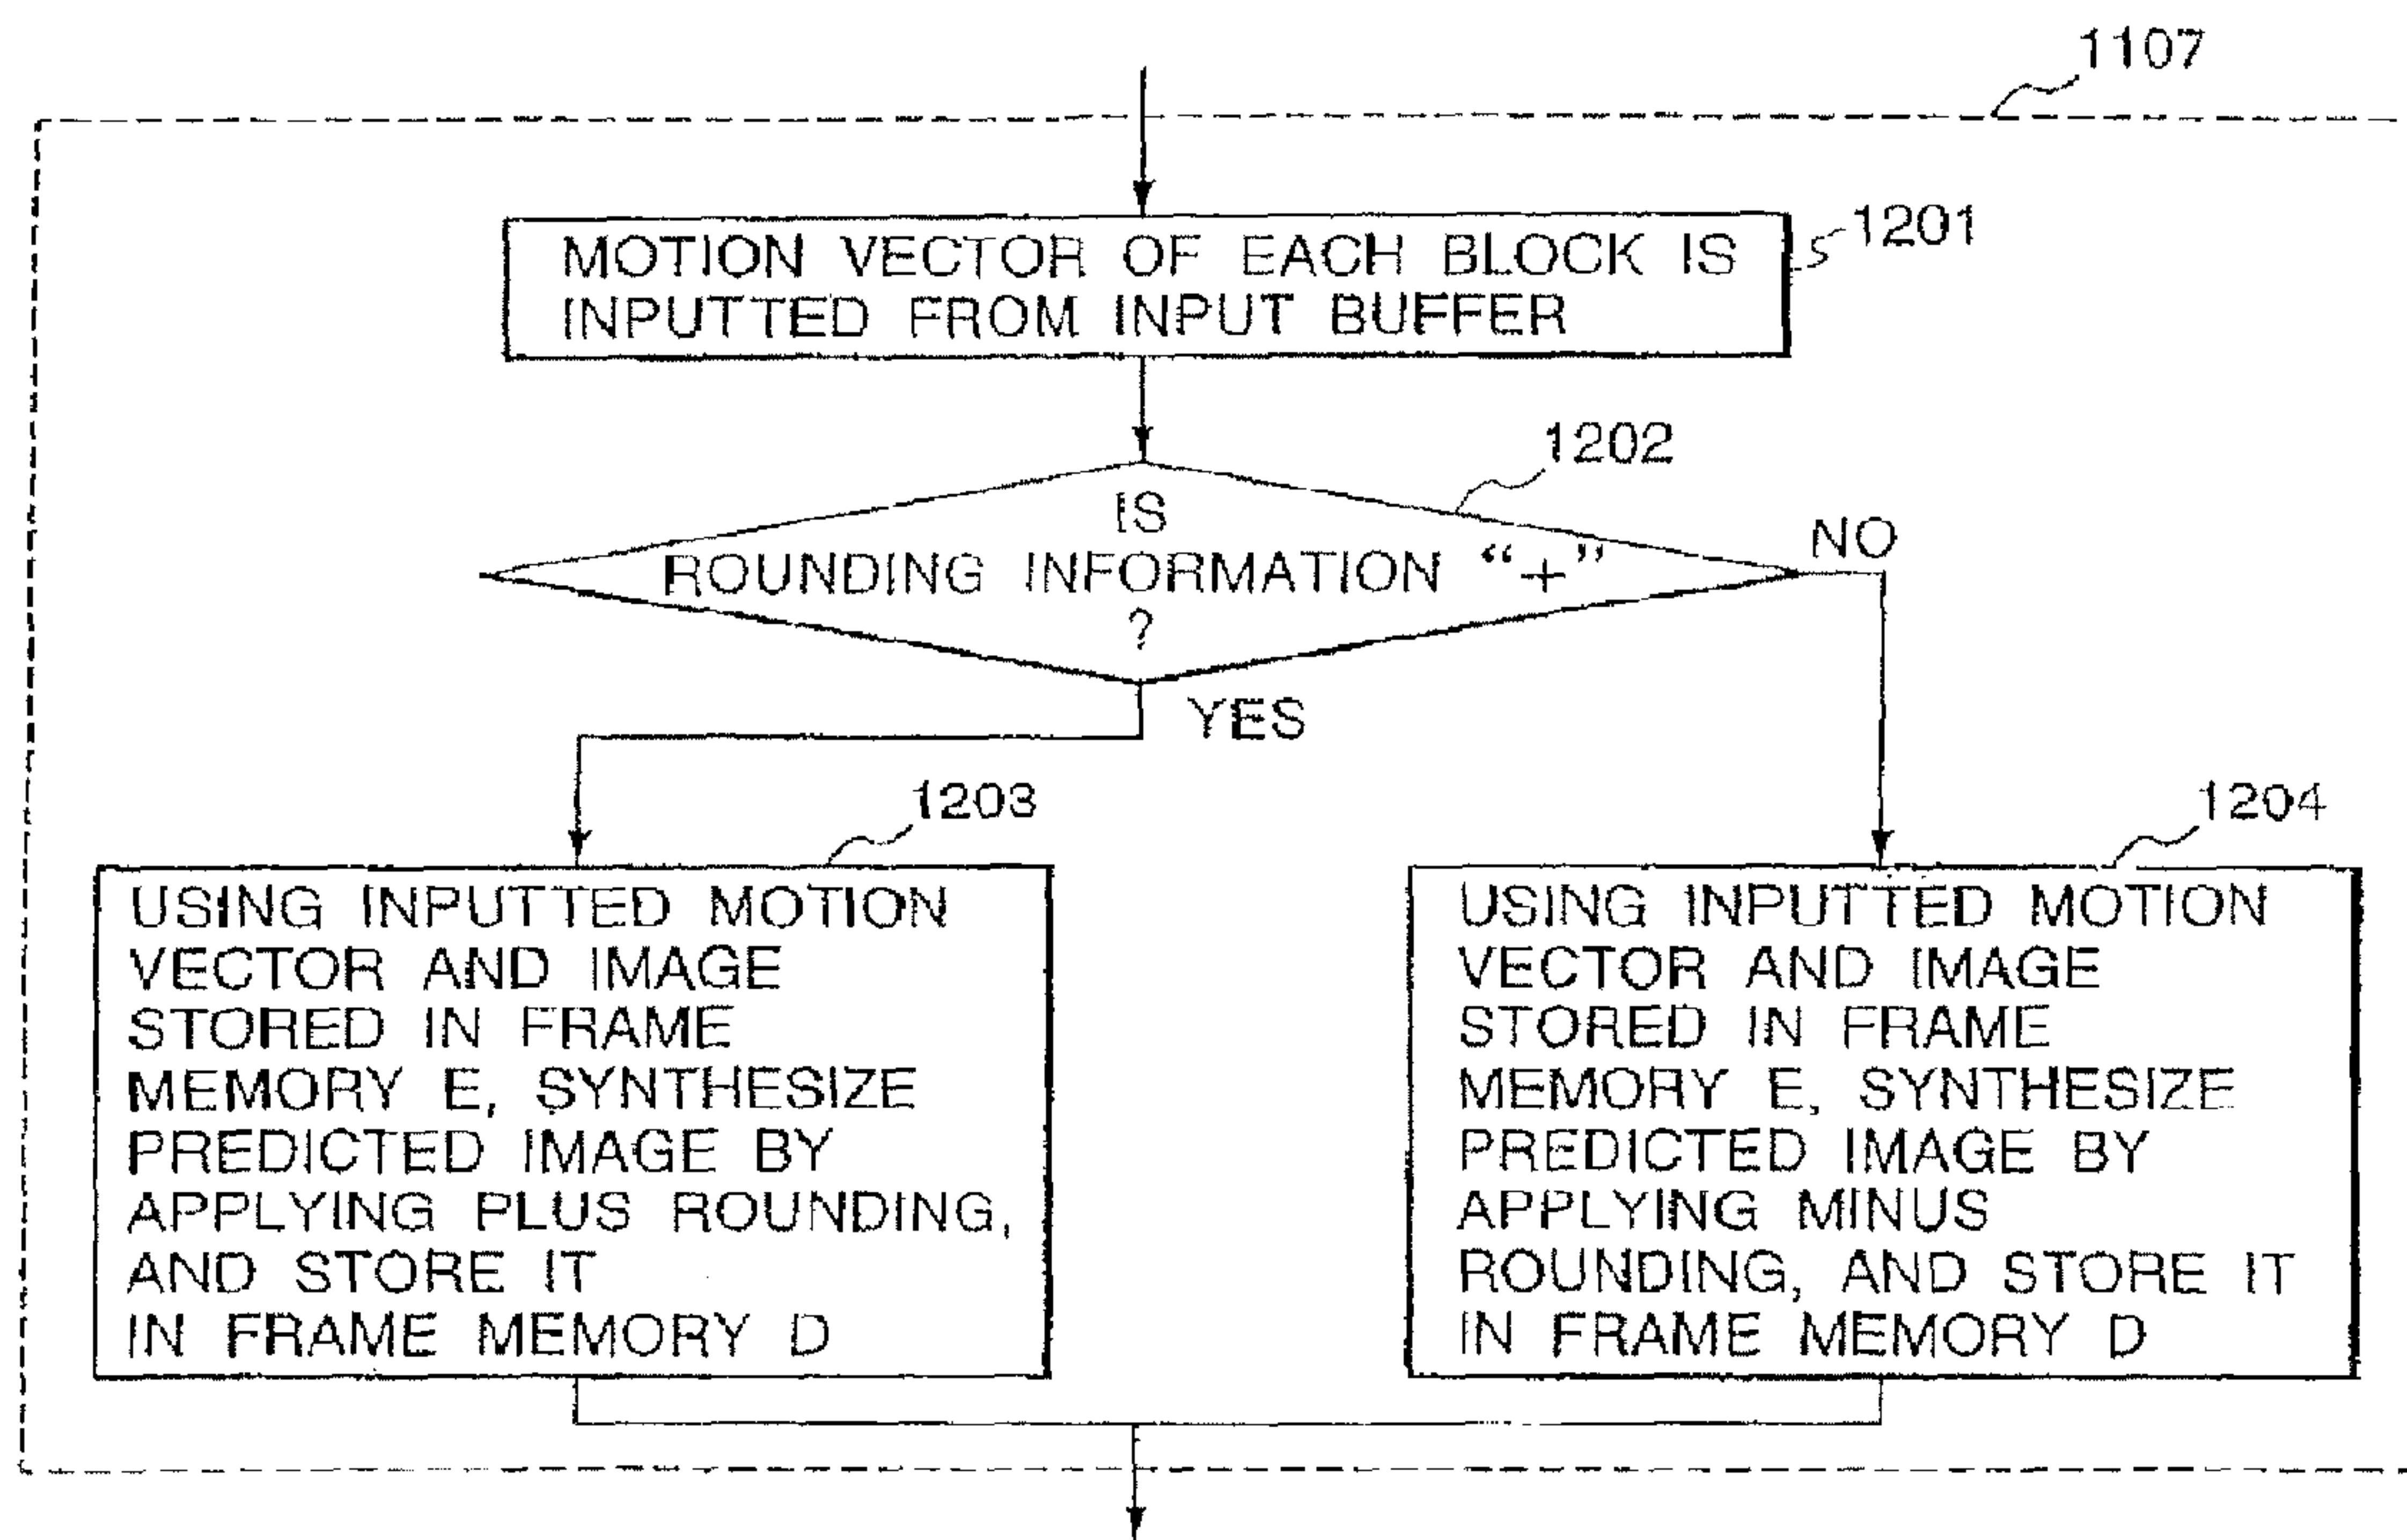 1107
MOTION VECTOR OF EACH BLOCK IS
INPUTTED FROM INPUT BUFFER
1201
1202
IS
ROUNDING INFORMATION “+”
?
NO
YES
1203
USING INPUTTED MOTION
VECTOR AND IMAGE
STORED IN FRAME
MEMORY E, SYNTHESIZE
PREDICTED IMAGE BY
APPLYING PLUS ROUNDING,
AND STORE IT
IN FRAME MEMORY D
1204
USING INPUTTED MOTION
VECTOR AND IMAGE
STORED IN FRAME
MEMORY E, SYNTHESIZE
PREDICTED IMAGE BY
APPLYING MINUS
ROUNDING, AND STORE IT
IN FRAME MEMORY D